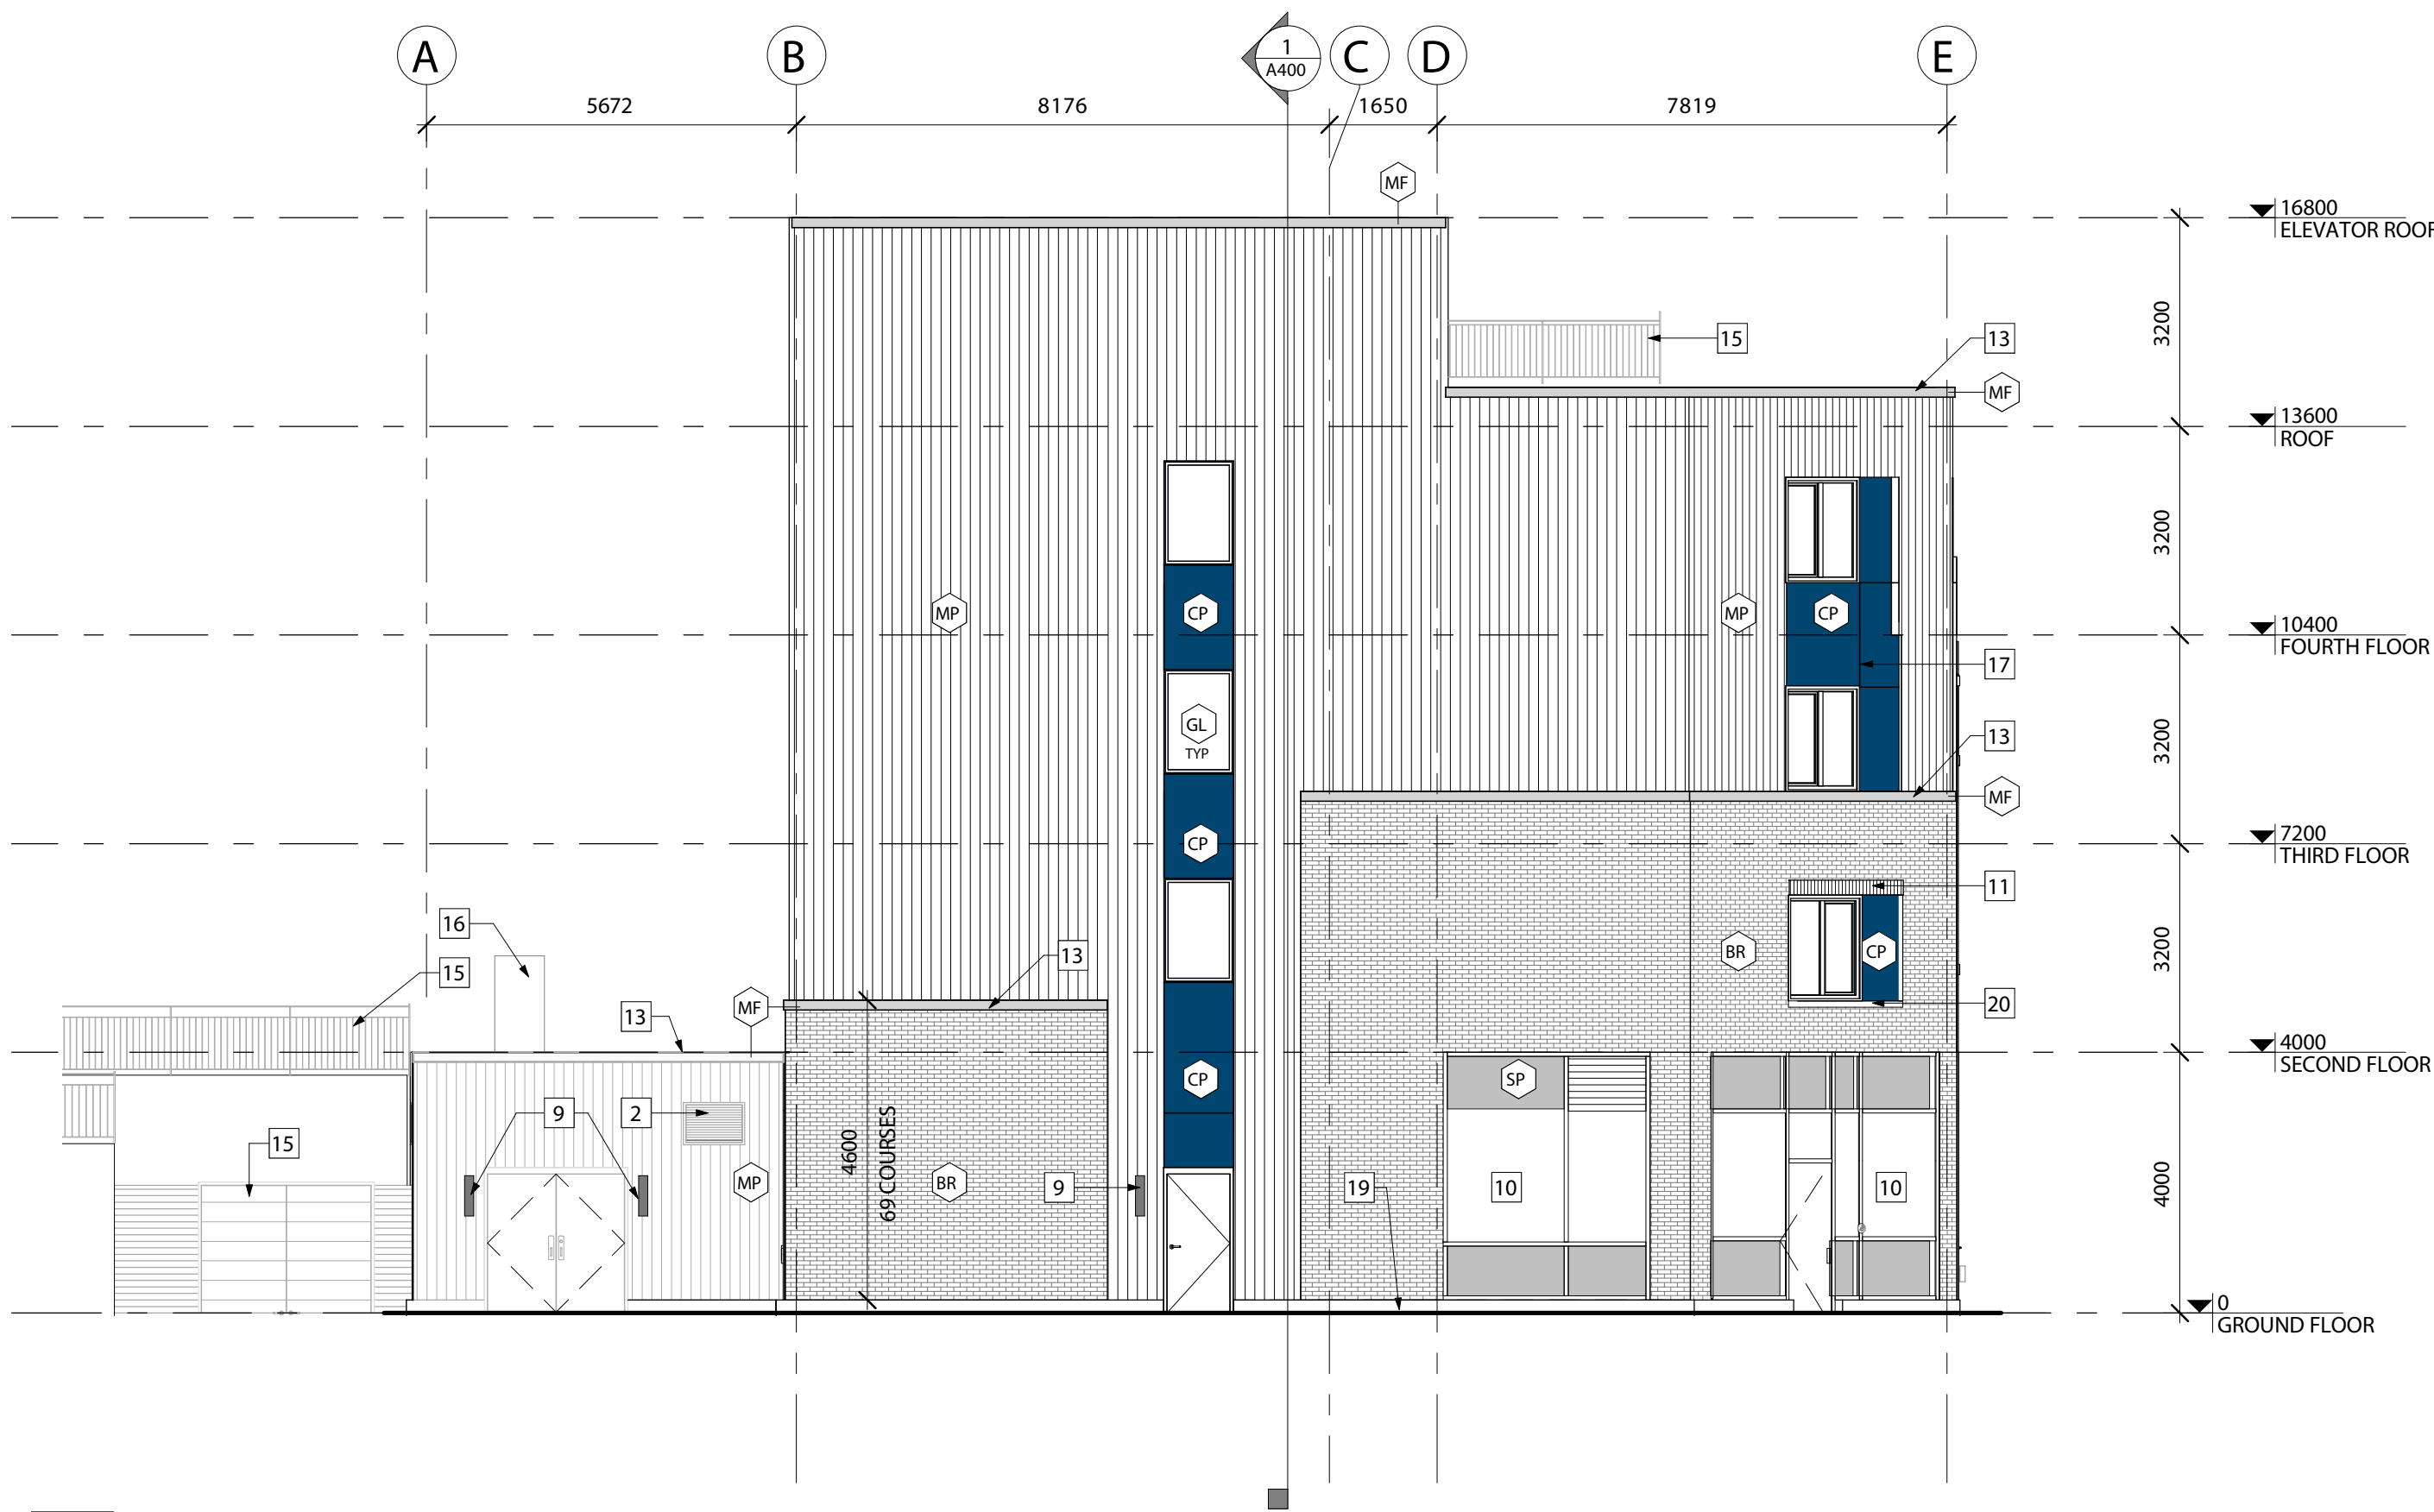 A
B
1
A400
C
D
E
5672
8176
1650
7819
MF
16800
ELEVATOR ROOF
3200
15
13
MF
13600
ROOF
3200
MP
CP
MP
CP
10400
FOURTH FLOOR
17
GL
TYP
3200
13
MF
CP
7200
THIRD FLOOR
11
16
15
13
BR
CP
3200
20
MF
13
4000
SECOND FLOOR
CP
SP
9
2
15
4600
69 COURSES
MP
BR
9
19
10
10
4000
0
GROUND FLOOR